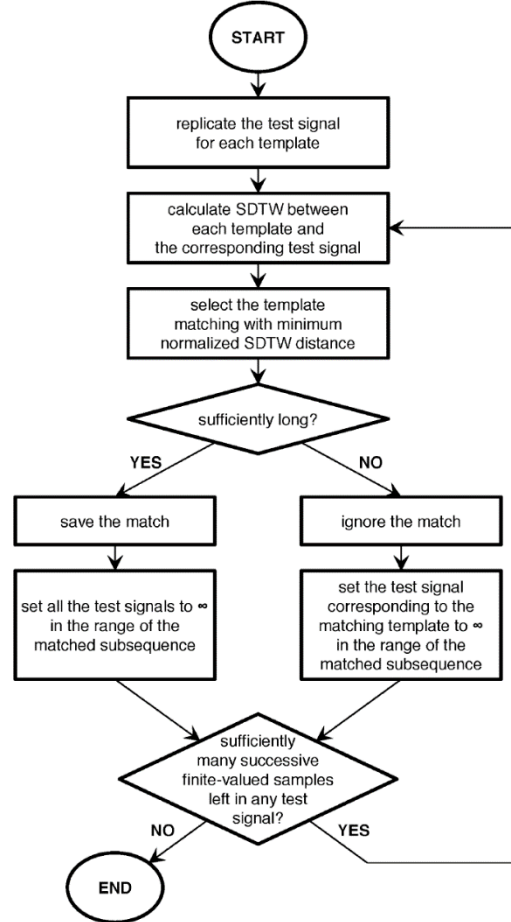 START
replicate the test signal
for each template
calculate SDTW between
each template and
the corresponding test signal
select the template
matching with minimum
normalized SDTW distance
sufficiently long?
YES
NO
save the match
ignore the match
set all the test signals to ∞
in the range of the
matched subsequence
set the test signal
corresponding to the
matching template to ∞
in the range of the
matched subsequence
sufficiently
many successive
finite-valued samples
left in any test
signal?
NO
YES
END